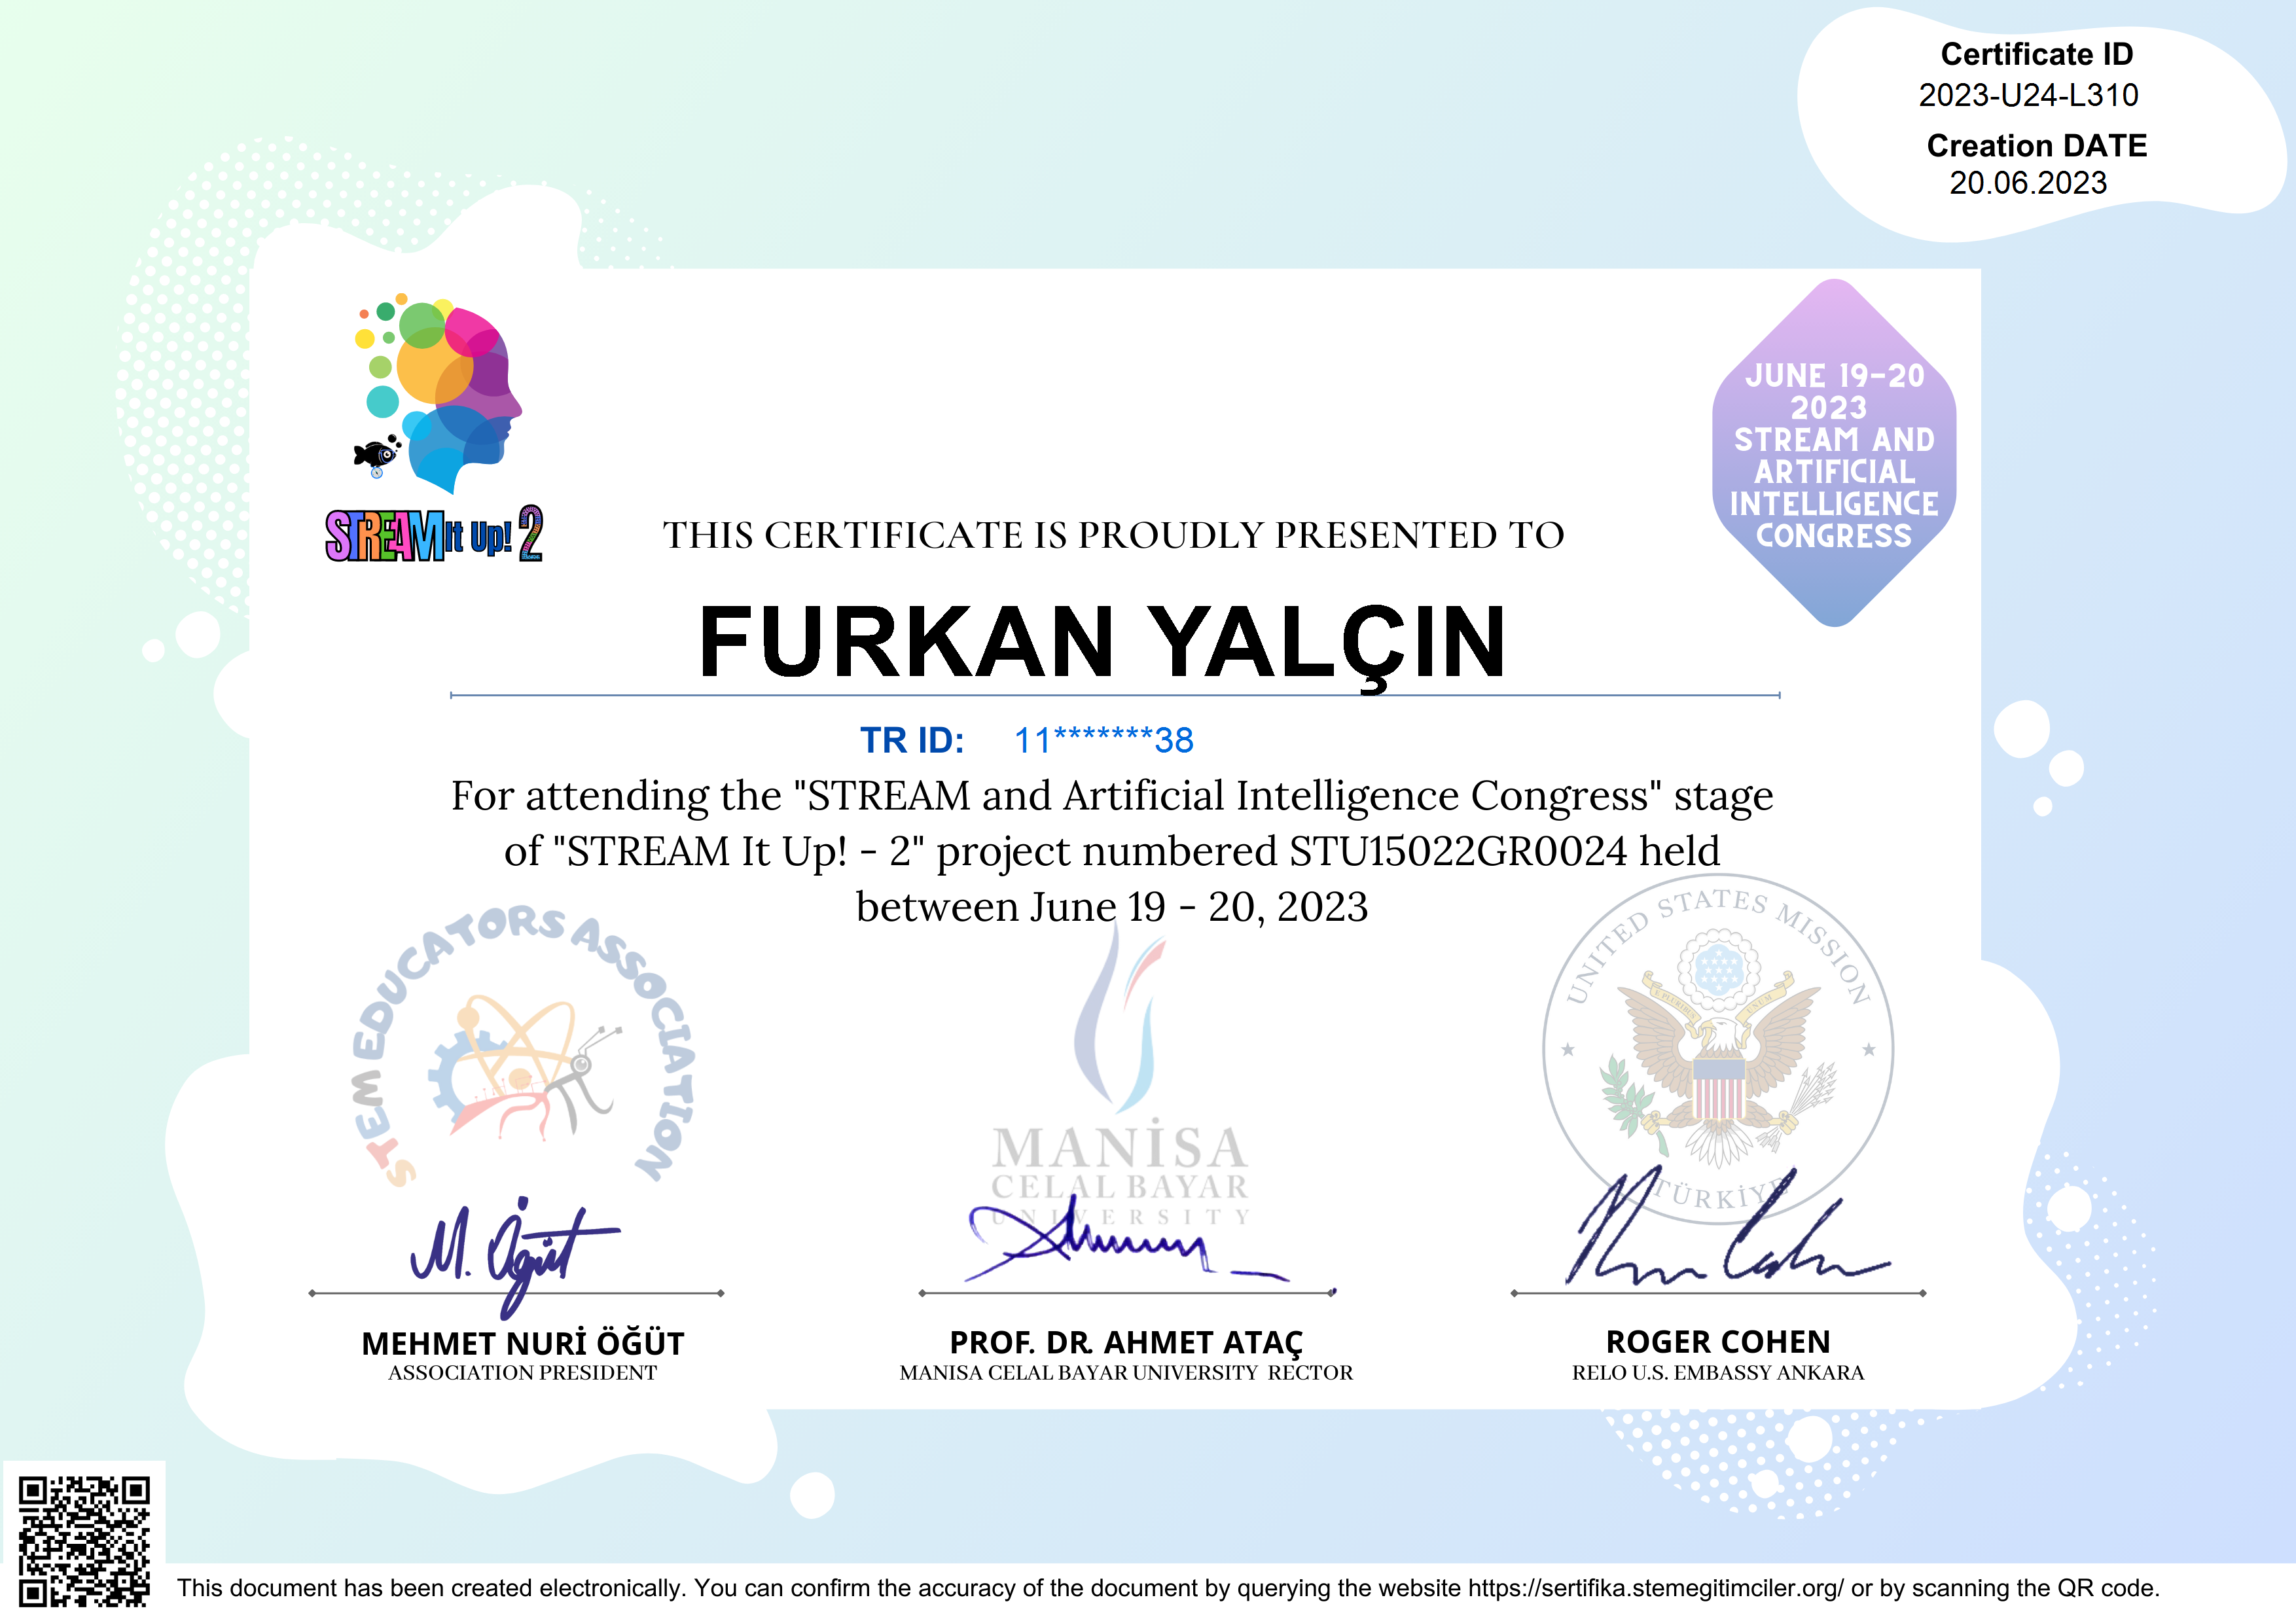 Certificate ID
2023-U24-L310
Creation DATE
20.06.2023
JUNE 19-20
2023
STREAM AND
ARTIFICIAL
INTELLIGENCE
CONGRESS
STREAM It Up! 2
THIS CERTIFICATE IS PROUDLY PRESENTED TO
FURKAN YALÇIN
TR ID: 11*******38
For attending the "STREAM and Artificial Intelligence Congress" stage
of "STREAM It Up! - 2" project numbered STU15022GR0024 held
between June 19 - 20, 2023
STEM EDUCATORS ASSOCIATION
MANİSA
CELAL BAYAR
UNIVERSITY
UNITED STATES MISSION
E PLURIBUS UNUM
TÜRKİYE
M. Öğüt
MEHMET NURİ ÖĞÜT
ASSOCIATION PRESIDENT
PROF. DR. AHMET ATAÇ
MANISA CELAL BAYAR UNIVERSITY RECTOR
ROGER COHEN
RELO U.S. EMBASSY ANKARA
This document has been created electronically. You can confirm the accuracy of the document by querying the website https://sertifika.stemegitimciler.org/ or by scanning the QR code.